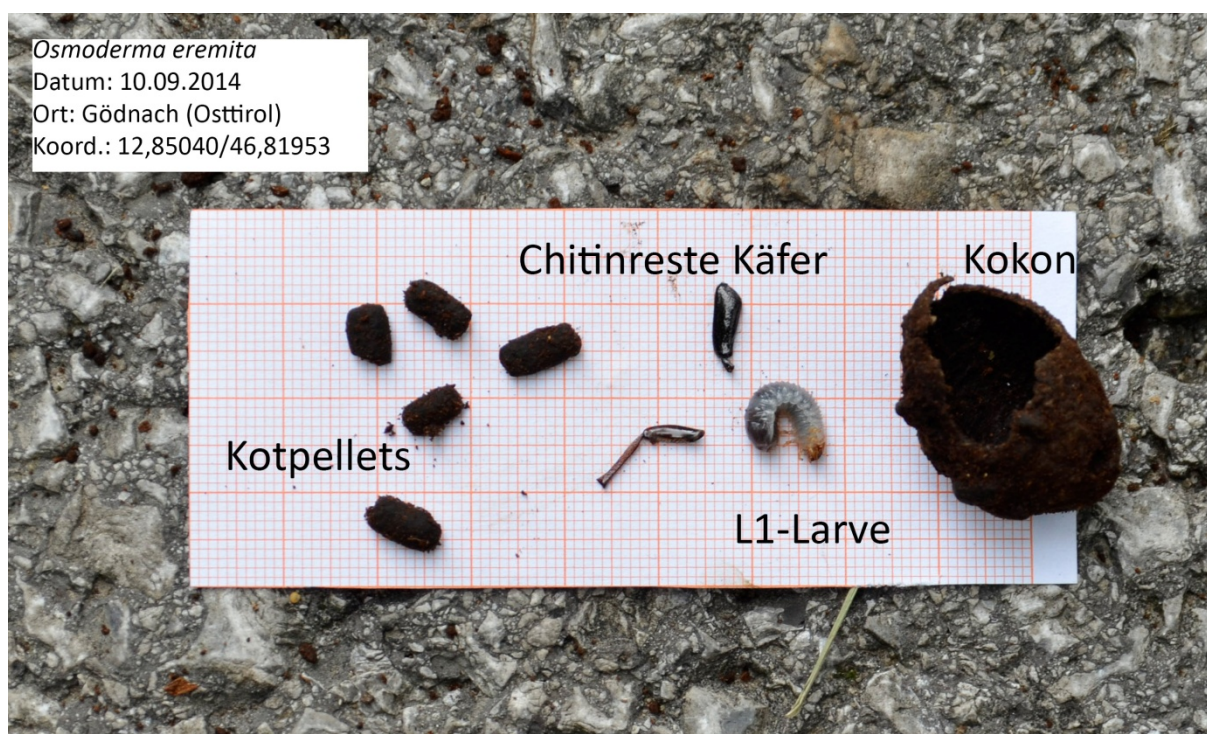 Osmoderma eremita
Datum: 10.09.2014
Ort: Gödnach (Osttirol)
Koord.: 12,85040/46,81953
Chitinreste Käfer
Kokon
Kotpellets
L1-Larve